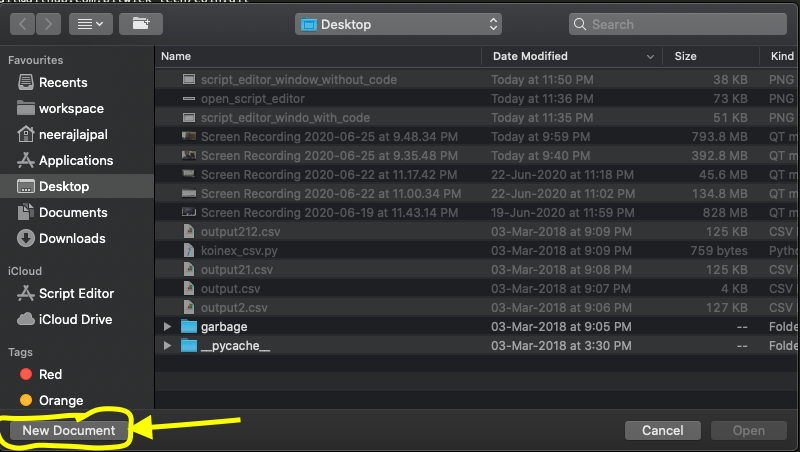 Desktop
Search
Favourites
Recents
workspace
neerajlajpal
Applications
Desktop
Documents
Downloads
iCloud
Script Editor
iCloud Drive
Tags
Red
Orange
Name Date Modified Size Kind
script_editor_window_without_code Today at 11:50 PM 38 KB PNG
open_script_editor Today at 11:36 PM 73 KB PNG
script_editor_windo_with_code Today at 11:35 PM 51 KB PNG
Screen Recording 2020-06-25 at 9.48.34 PM Today at 9:59 PM 793.8 MB QT m
Screen Recording 2020-06-25 at 9.35.48 PM Today at 9:40 PM 392.8 MB QT m
Screen Recording 2020-06-22 at 11.17.42 PM 22-Jun-2020 at 11:18 PM 45.6 MB QT m
Screen Recording 2020-06-22 at 11.00.34 PM 22-Jun-2020 at 11:02 PM 134.8 MB QT m
Screen Recording 2020-06-19 at 11.43.14 PM 19-Jun-2020 at 11:59 PM 828 MB QT m
output212.csv 03-Mar-2018 at 9:09 PM 125 KB CSV
koinex_csv.py 03-Mar-2018 at 9:09 PM 759 bytes Pytho
output21.csv 03-Mar-2018 at 9:08 PM 125 KB CSV
output.csv 03-Mar-2018 at 9:07 PM 4 KB CSV
output2.csv 03-Mar-2018 at 9:06 PM 127 KB CSV
garbage 03-Mar-2018 at 9:05 PM -- Folde
__pycache__ 03-Mar-2018 at 3:30 PM -- Folde
New Document Cancel Open